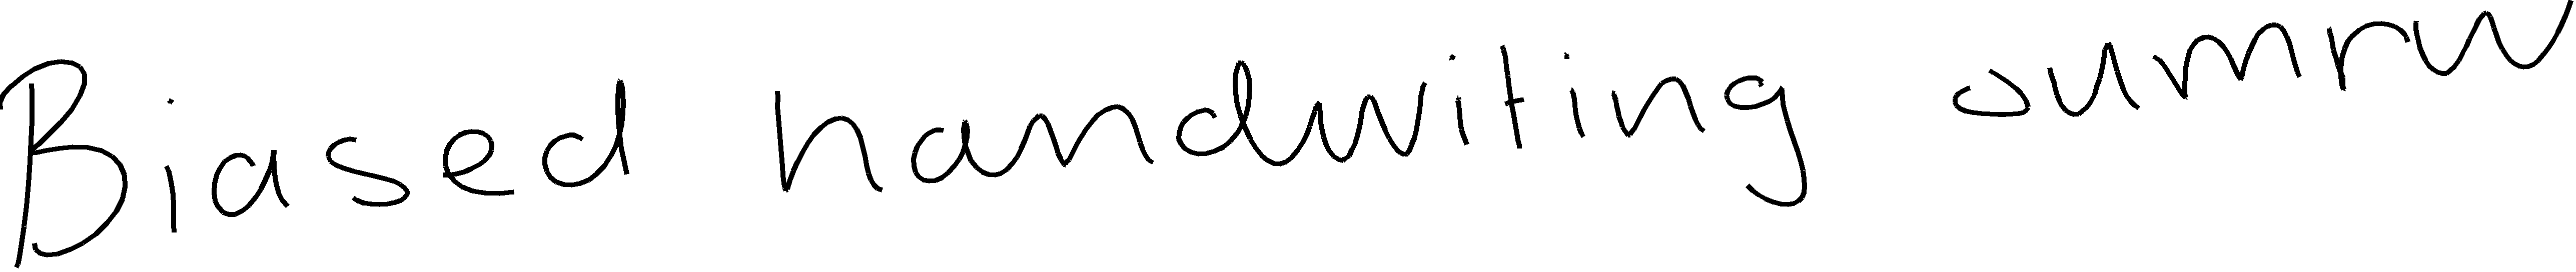 Biased handwiting